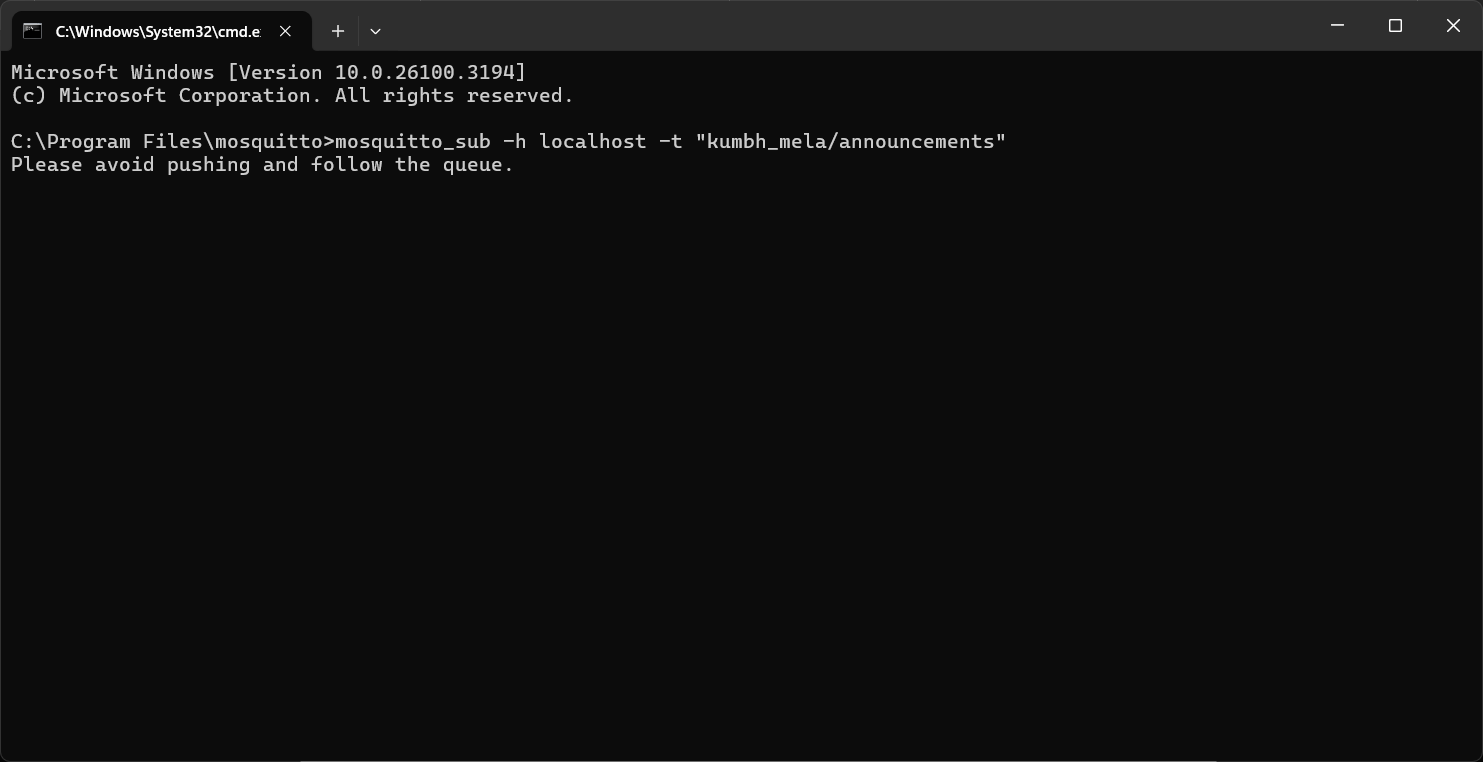 C:\Windows\System32\cmd.e
Microsoft Windows [Version 10.0.26100.3194]
(c) Microsoft Corporation. All rights reserved.
C:\Program Files\mosquitto>mosquitto_sub -h localhost -t "kumbh_mela/announcements"
Please avoid pushing and follow the queue.